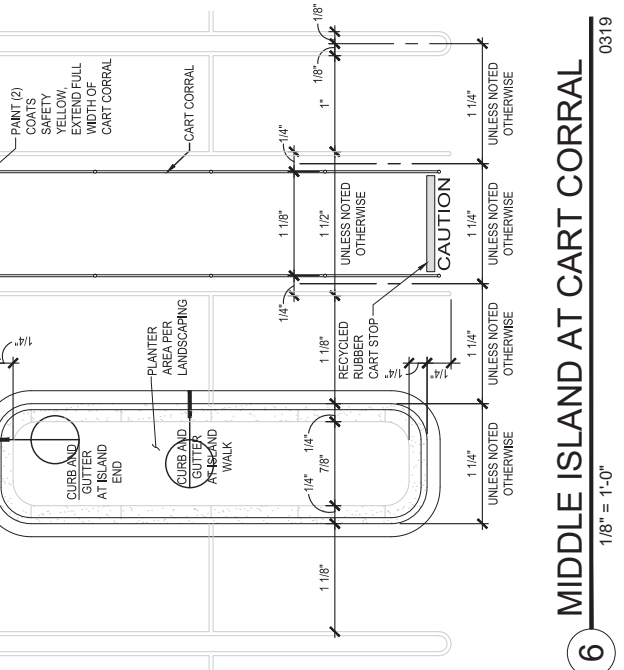 PAINT (2)
COATS
SAFETY
YELLOW,
EXTEND FULL
WIDTH OF
CART CORRAL
CART CORRAL
1/8"
1/8"
1"
1/4"
1 1/8"
1 1/2"
UNLESS NOTED
OTHERWISE
1/4"
1 1/8"
CAUTION
RECYCLED
RUBBER
CART STOP
1/4"
1/4"
1/4"
PLANTER
AREA PER
LANDSCAPING
CURB AND
GUTTER
AT ISLAND
END
CURB AND
GUTTER
AT ISLAND
WALK
1/4"
7/8"
1/4"
1 1/8"
1 1/4"
UNLESS NOTED
OTHERWISE
1 1/4"
UNLESS NOTED
OTHERWISE
1 1/4"
UNLESS NOTED
OTHERWISE
1 1/4"
UNLESS NOTED
OTHERWISE
6
MIDDLE ISLAND AT CART CORRAL
1/8" = 1'-0"
0319